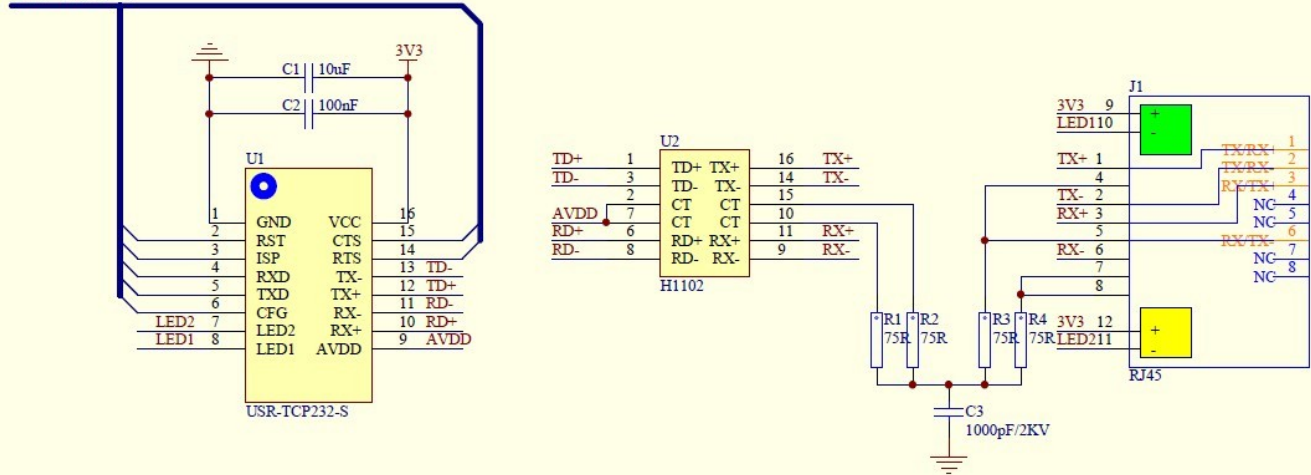 3V3
C1 10uF
C2 100nF
U1
1 GND VCC 16
2 RST CTS 15
3 ISP RTS 14
4 RXD TX- 13 TD-
5 TXD TX+ 12 TD+
6 CFG RX- 11 RD-
LED2 7 LED2 RX+ 10 RD+
LED1 8 LED1 AVDD 9 AVDD
USR-TCP232-S
U2
TD+ 1 TD+ TX+ 16 TX+
TD- 3 TD- TX- 14 TX-
2 CT CT 15
AVDD 7 CT CT 10
RD+ 6 RD+ RX+ 11 RX+
RD- 8 RD- RX- 9 RX-
H1102
R1 75R
R2 75R
R3 75R
R4 75R
C3
1000pF/2KV
J1
3V3 9 +
LED1 10 -
TX+ 1
4
TX- 2
RX+ 3
5
RX- 6
7
8
TX/RX+ 1
TX/RX- 2
RX/TX+ 3
NC 4
NC 5
RX/TX- 6
NC 7
NC 8
3V3 12 +
LED2 11 -
RJ45